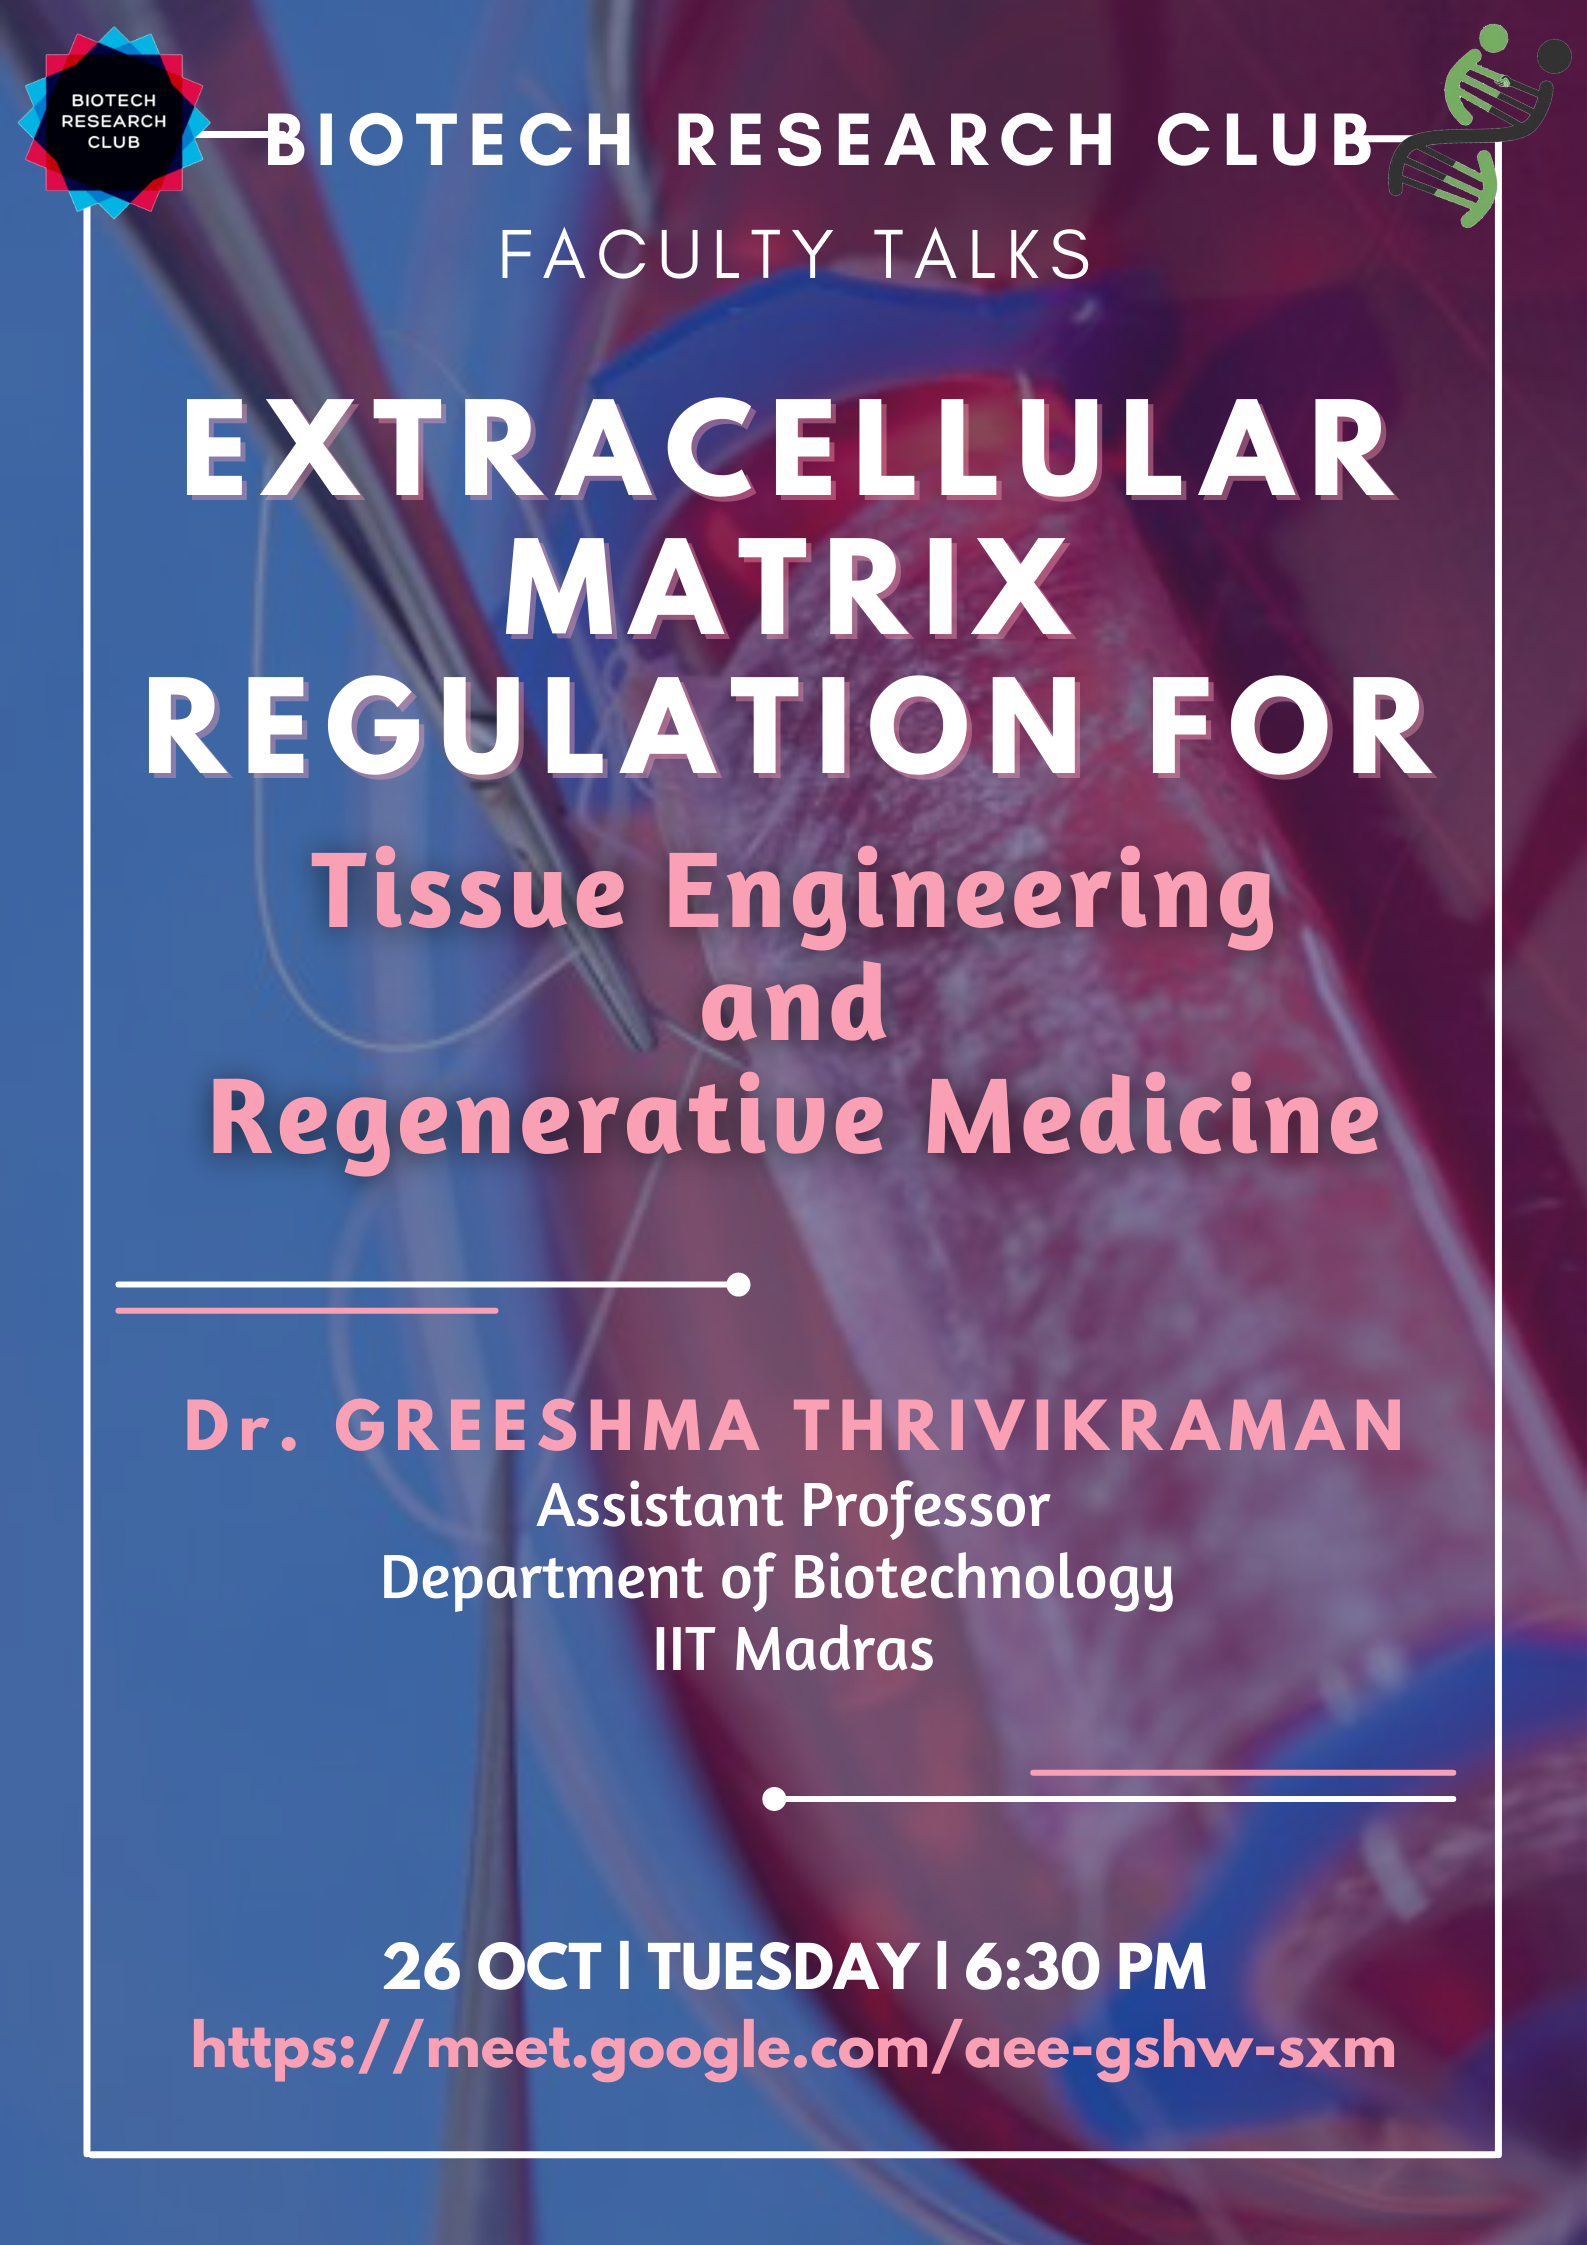 BIOTECH
RESEARCH
CLUB
BIOTECH RESEARCH CLUB
FACULTY TALKS
EXTRACELLULAR
MATRIX
REGULATION FOR
Tissue Engineering
and
Regenerative Medicine
Dr. GREESHMA THRIVIKRAMAN
Assistant Professor
Department of Biotechnology
IIT Madras
26 OCT | TUESDAY | 6:30 PM
https://meet.google.com/aee-gshw-sxm